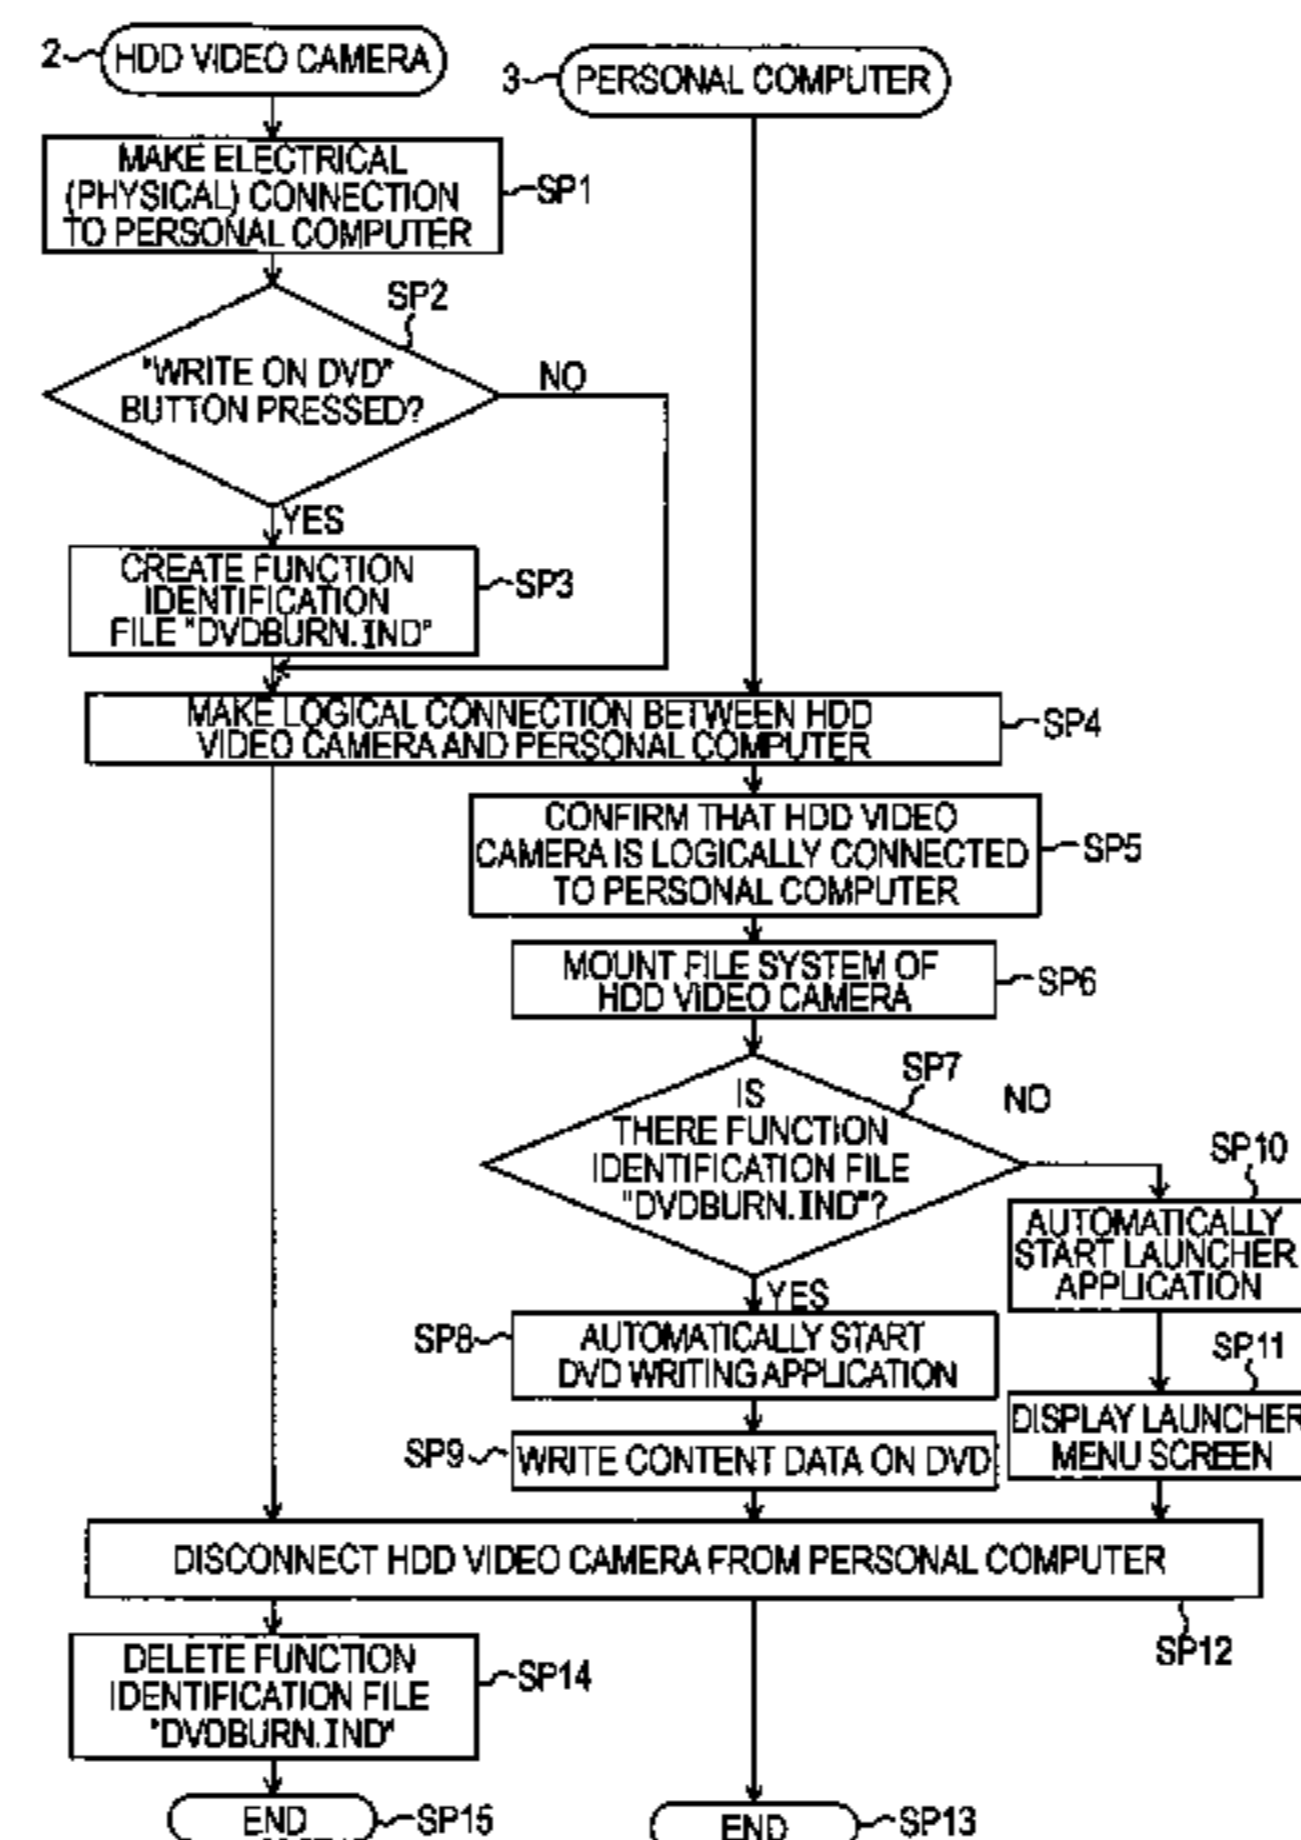 2
HDD VIDEO CAMERA
3
PERSONAL COMPUTER
MAKE ELECTRICAL
(PHYSICAL) CONNECTION
TO PERSONAL COMPUTER
SP1
SP2
"WRITE ON DVD"
BUTTON PRESSED?
NO
YES
CREATE FUNCTION
IDENTIFICATION
FILE "DVDBURN.IND"
SP3
MAKE LOGICAL CONNECTION BETWEEN HDD
VIDEO CAMERA AND PERSONAL COMPUTER
SP4
CONFIRM THAT HDD VIDEO
CAMERA IS LOGICALLY CONNECTED
TO PERSONAL COMPUTER
SP5
MOUNT FILE SYSTEM OF
HDD VIDEO CAMERA
SP6
SP7
IS
THERE FUNCTION
IDENTIFICATION FILE
"DVDBURN.IND"?
NO
YES
SP10
AUTOMATICALLY
START LAUNCHER
APPLICATION
SP8
AUTOMATICALLY START
DVD WRITING APPLICATION
SP11
DISPLAY LAUNCHER
MENU SCREEN
SP9
WRITE CONTENT DATA ON DVD
DISCONNECT HDD VIDEO CAMERA FROM PERSONAL COMPUTER
SP12
DELETE FUNCTION
IDENTIFICATION FILE
"DVDBURN.IND"
SP14
END
SP15
END
SP13